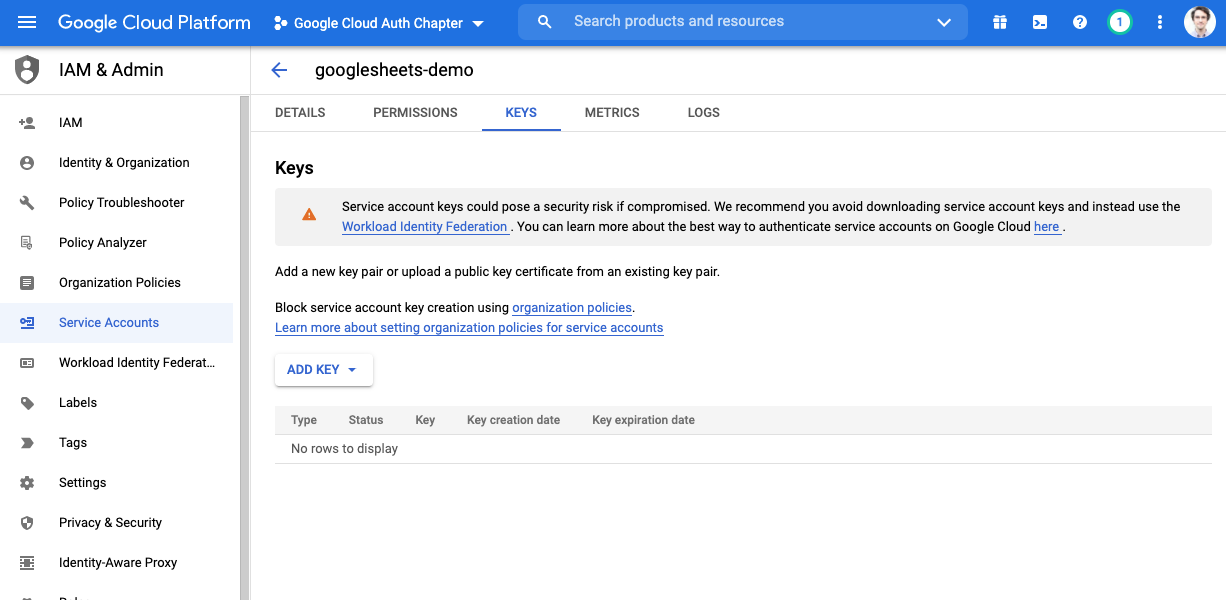 Google Cloud Platform
Google Cloud Auth Chapter
Search products and resources
1
IAM & Admin
googlesheets-demo
DETAILS PERMISSIONS KEYS METRICS LOGS
IAM
Identity & Organization
Policy Troubleshooter
Policy Analyzer
Organization Policies
Service Accounts
Workload Identity Federat...
Labels
Tags
Settings
Privacy & Security
Identity-Aware Proxy
Keys
Service account keys could pose a security risk if compromised. We recommend you avoid downloading service account keys and instead use the
Workload Identity Federation . You can learn more about the best way to authenticate service accounts on Google Cloud here .
Add a new key pair or upload a public key certificate from an existing key pair.
Block service account key creation using organization policies.
Learn more about setting organization policies for service accounts
ADD KEY
Type Status Key Key creation date Key expiration date
No rows to display